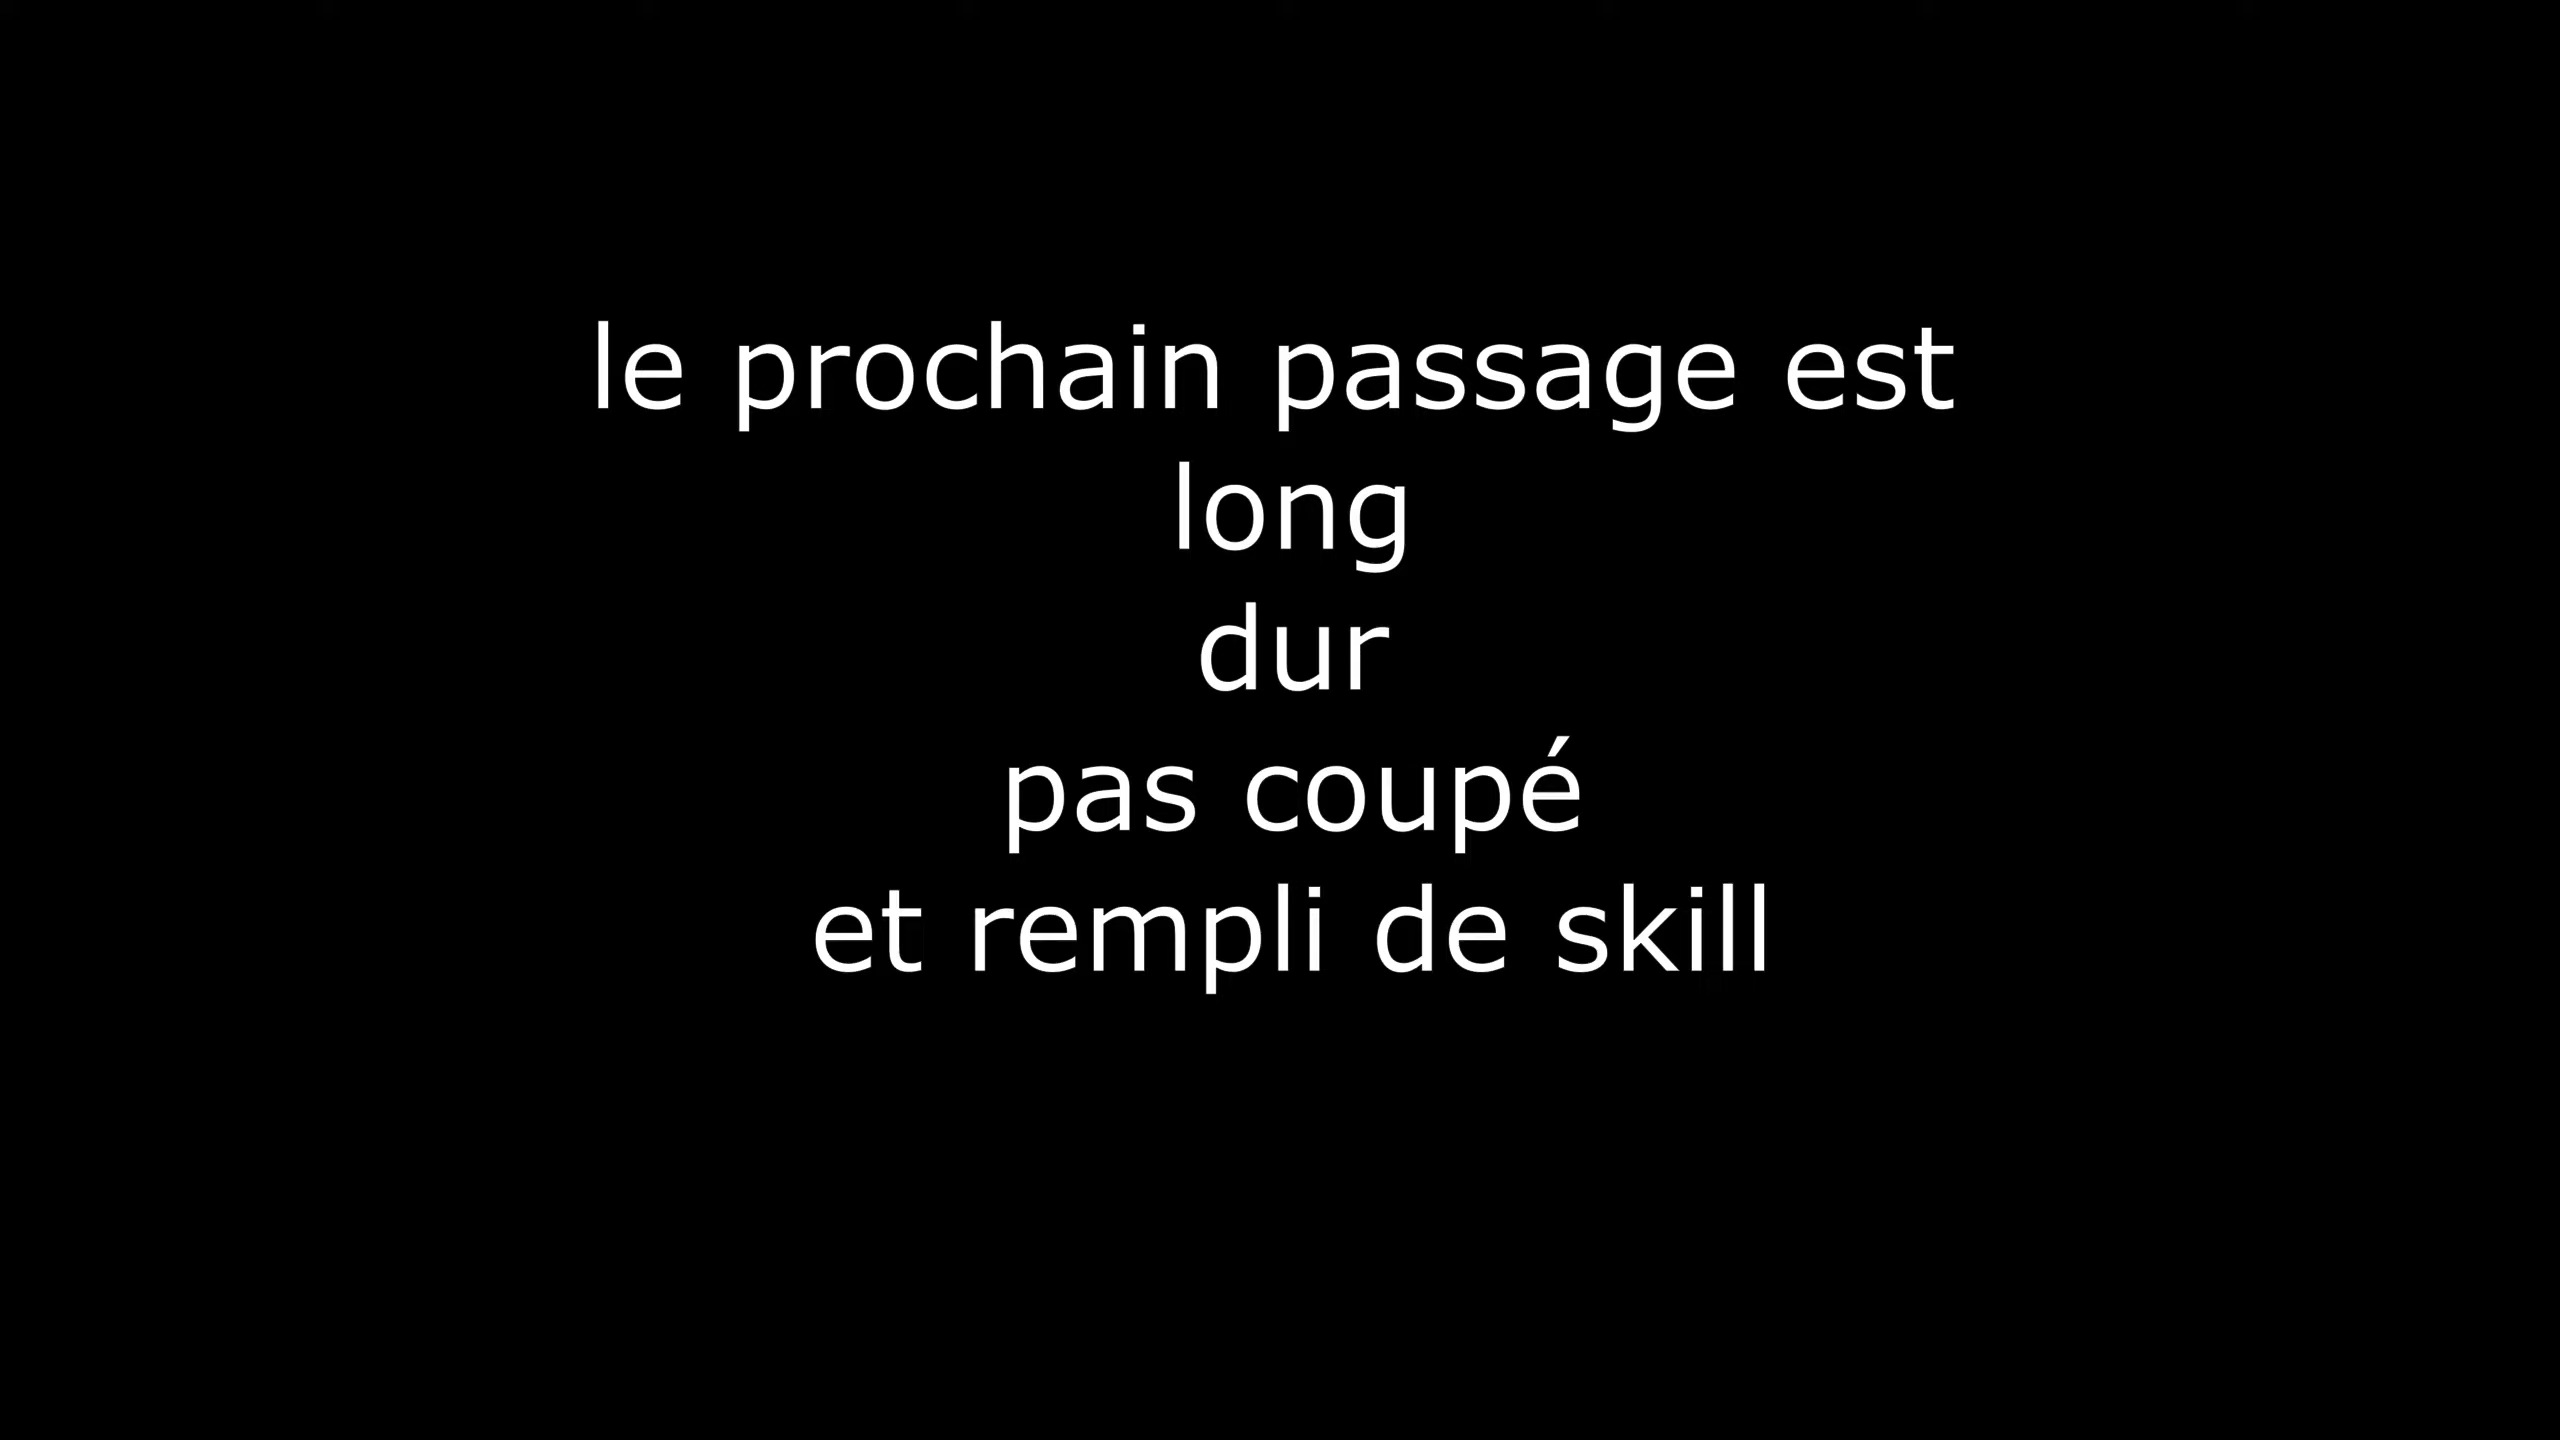 le prochain passage est
long
dur
pas coupé
et rempli de skill